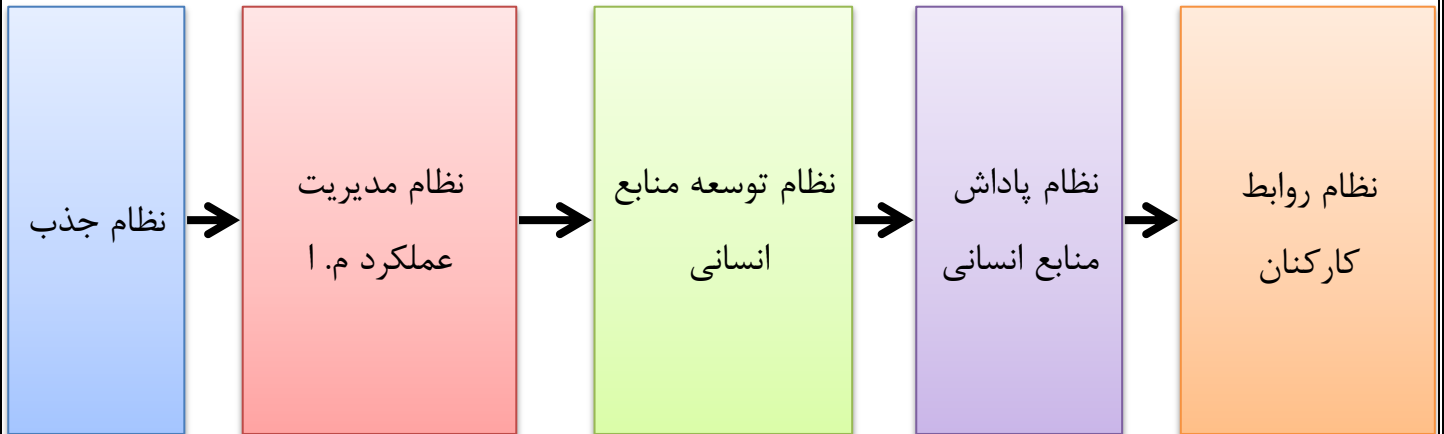 نظام جذب
نظام مدیریت
عملکرد م. ا
نظام توسعه منابع
انسانی
نظام پاداش
منابع انسانی
نظام روابط
کارکنان